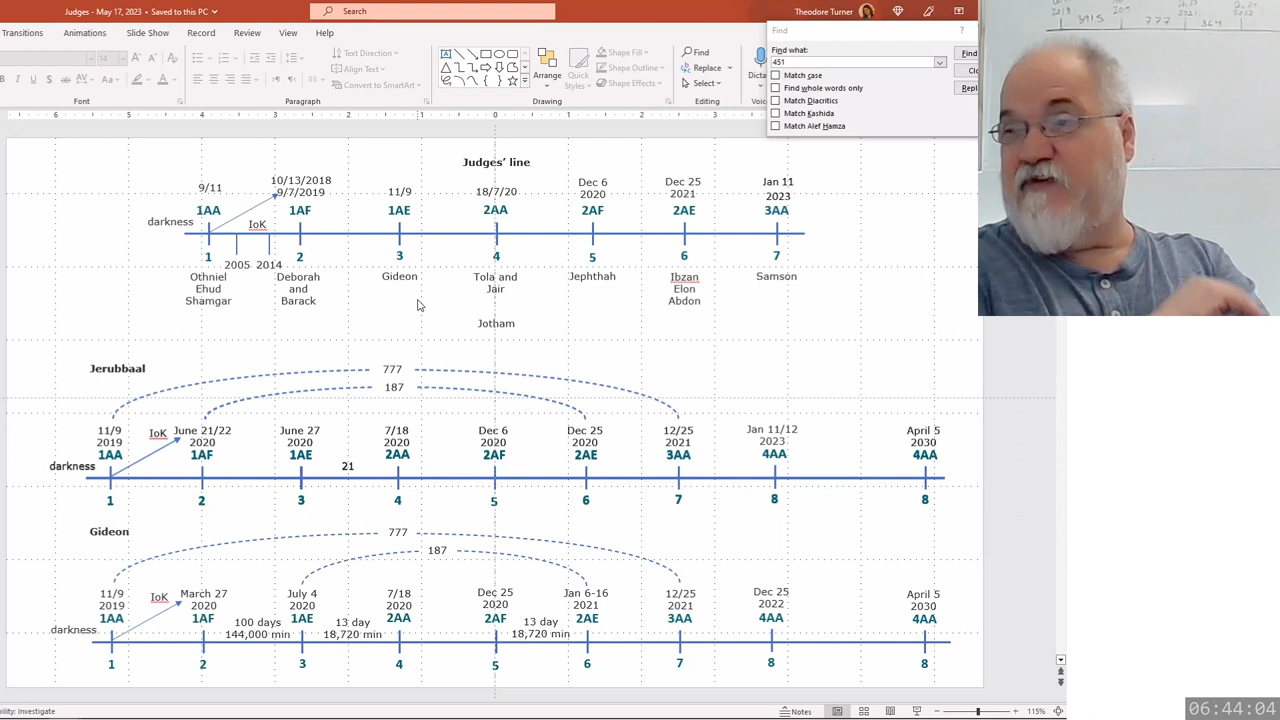 Judges - May 17, 2023 • Saved to this PC
Search
Theodore Turner
Transitions Animations Slide Show Record Review View Help
Find
?
Find what:
451
Match case
Find whole words only
Match Diacritics
Match Kashida
Match Alef Hamza
Text Direction
Align Text
Arrange
Quick
Styles
Shape Fill
Shape Outline
Shape Effects
Find
Replace
Select
Font
Paragraph
Drawing
Editing
Judges' line
9/11
10/13/2018
9/7/2019
11/9
18/7/20
Dec 6
2020
Dec 25
2021
Jan 11
2023
1AA 1AF 1AE 2AA 2AF 2AE 3AA
darkness
IoK
1 2 3 4 5 6 7
2005 2014
Othniel
Ehud
Shamgar
Deborah
and
Barack
Gideon
Tola and
Jair
Jotham
Jephthah
Ibzan
Elon
Abdon
Samson
Jerubbaal
777
187
11/9
2019
1AA
IoK
June 21/22
2020
1AF
June 27
2020
1AE
7/18
2020
2AA
Dec 6
2020
2AF
Dec 25
2020
2AE
12/25
2021
3AA
Jan 11/12
2023
4AA
April 5
2030
4AA
darkness
21
1 2 3 4 5 6 7 8 8
Gideon
777
187
11/9
2019
1AA
IoK
March 27
2020
1AF
100 days
144,000 min
July 4
2020
1AE
13 day
18,720 min
7/18
2020
2AA
Dec 25
2020
2AF
13 day
18,720 min
Jan 6-16
2021
2AE
12/25
2021
3AA
Dec 25
2022
4AA
April 5
2030
4AA
darkness
1 2 3 4 5 6 7 8 8
Notes
115%
06:44:04